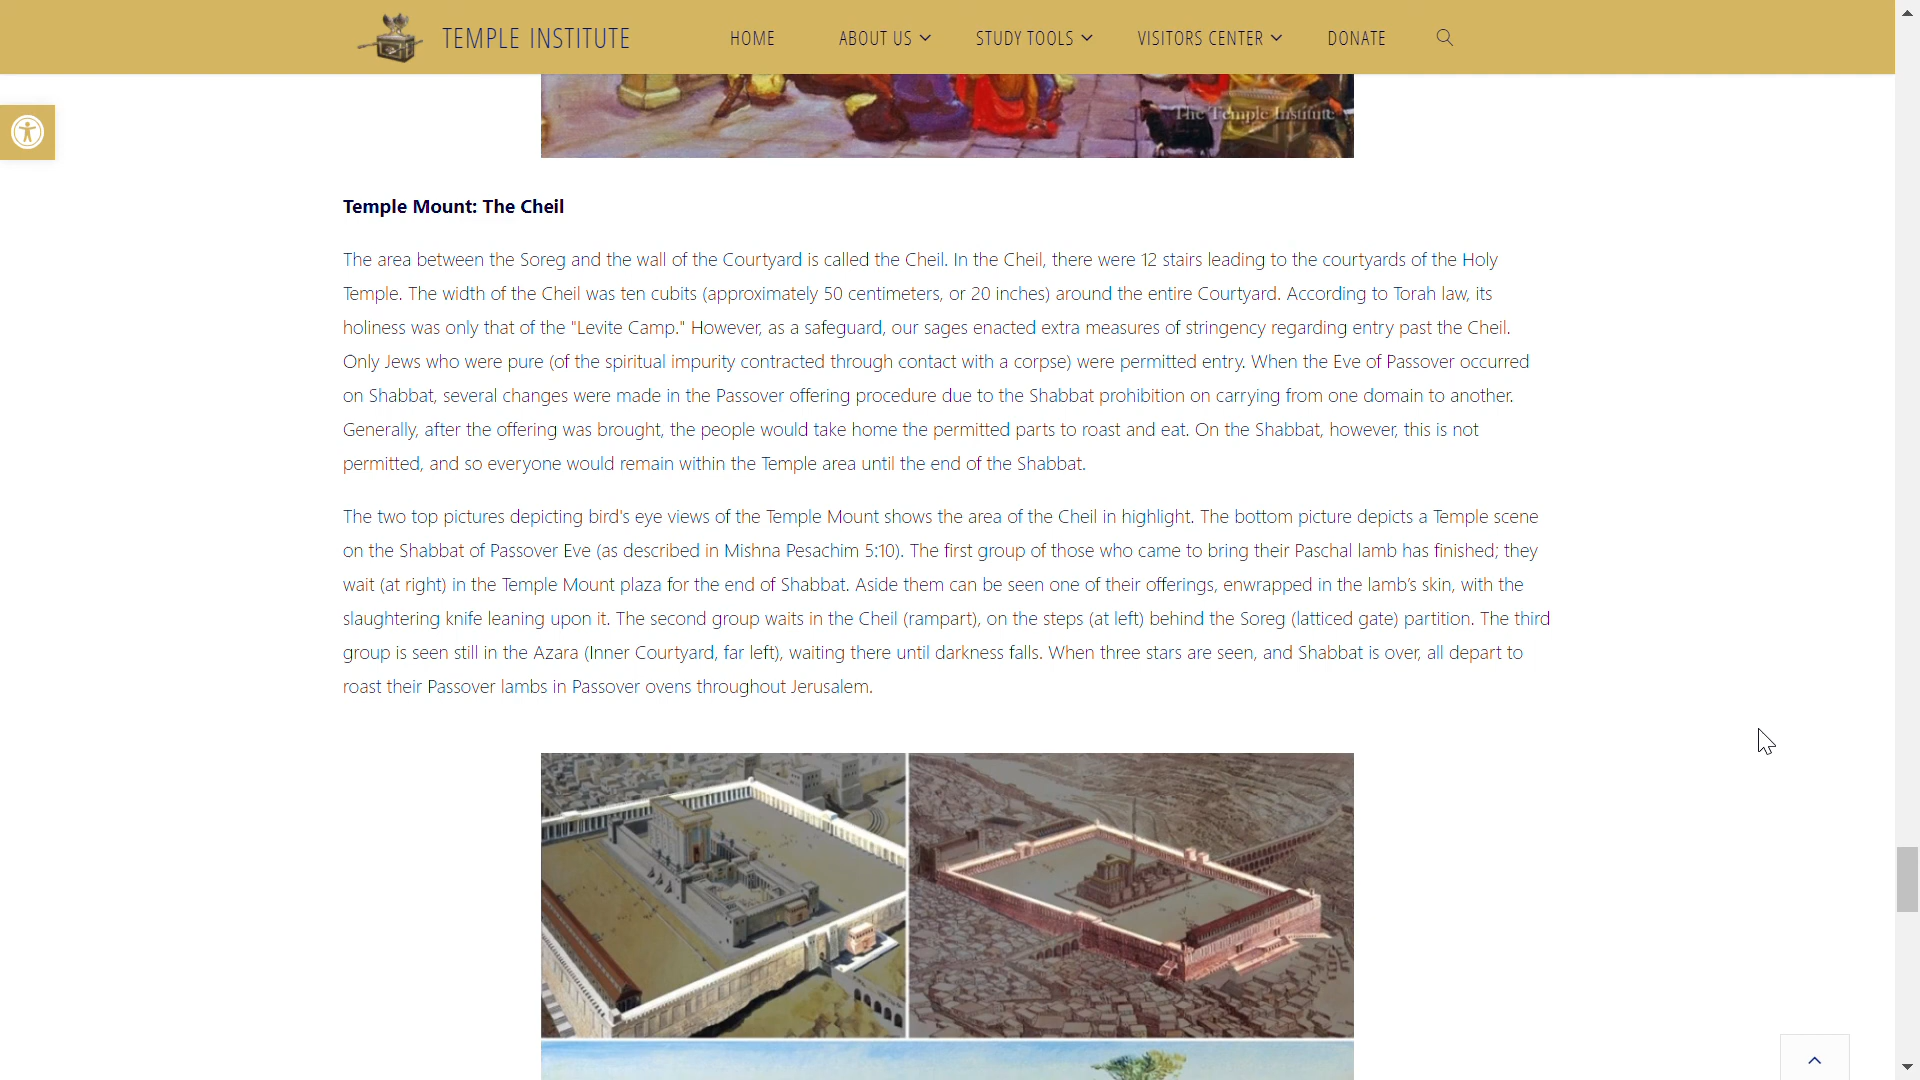 TEMPLE INSTITUTE HOME ABOUT US STUDY TOOLS VISITORS CENTER DONATE
The Temple Institute
Temple Mount: The Cheil
The area between the Soreg and the wall of the Courtyard is called the Cheil. In the Cheil, there were 12 stairs leading to the courtyards of the Holy
Temple. The width of the Cheil was ten cubits (approximately 50 centimeters, or 20 inches) around the entire Courtyard. According to Torah law, its
holiness was only that of the "Levite Camp." However, as a safeguard, our sages enacted extra measures of stringency regarding entry past the Cheil.
Only Jews who were pure (of the spiritual impurity contracted through contact with a corpse) were permitted entry. When the Eve of Passover occurred
on Shabbat, several changes were made in the Passover offering procedure due to the Shabbat prohibition on carrying from one domain to another.
Generally, after the offering was brought, the people would take home the permitted parts to roast and eat. On the Shabbat, however, this is not
permitted, and so everyone would remain within the Temple area until the end of the Shabbat.
The two top pictures depicting bird's eye views of the Temple Mount shows the area of the Cheil in highlight. The bottom picture depicts a Temple scene
on the Shabbat of Passover Eve (as described in Mishna Pesachim 5:10). The first group of those who came to bring their Paschal lamb has finished; they
wait (at right) in the Temple Mount plaza for the end of Shabbat. Aside them can be seen one of their offerings, enwrapped in the lamb’s skin, with the
slaughtering knife leaning upon it. The second group waits in the Cheil (rampart), on the steps (at left) behind the Soreg (latticed gate) partition. The third
group is seen still in the Azara (Inner Courtyard, far left), waiting there until darkness falls. When three stars are seen, and Shabbat is over, all depart to
roast their Passover lambs in Passover ovens throughout Jerusalem.